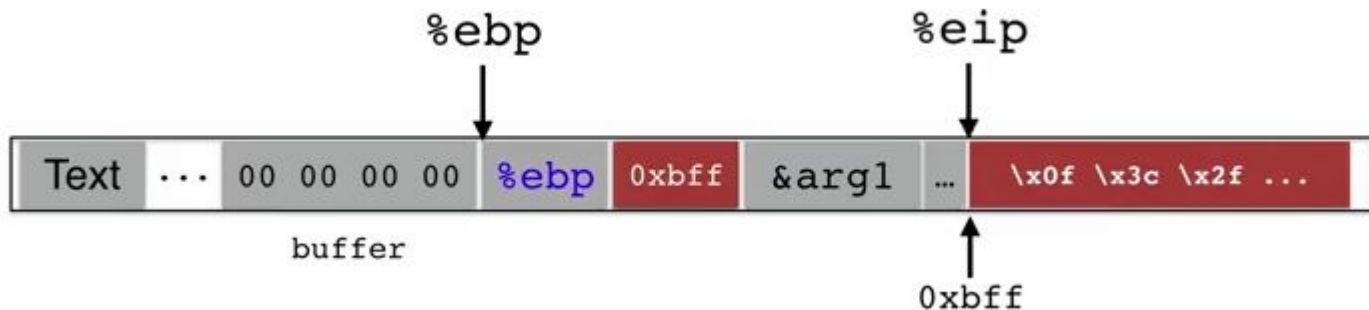 %ebp %eip
Text ... 00 00 00 00 %ebp 0xbff &arg1 ... \x0f \x3c \x2f ...
buffer
0xbff